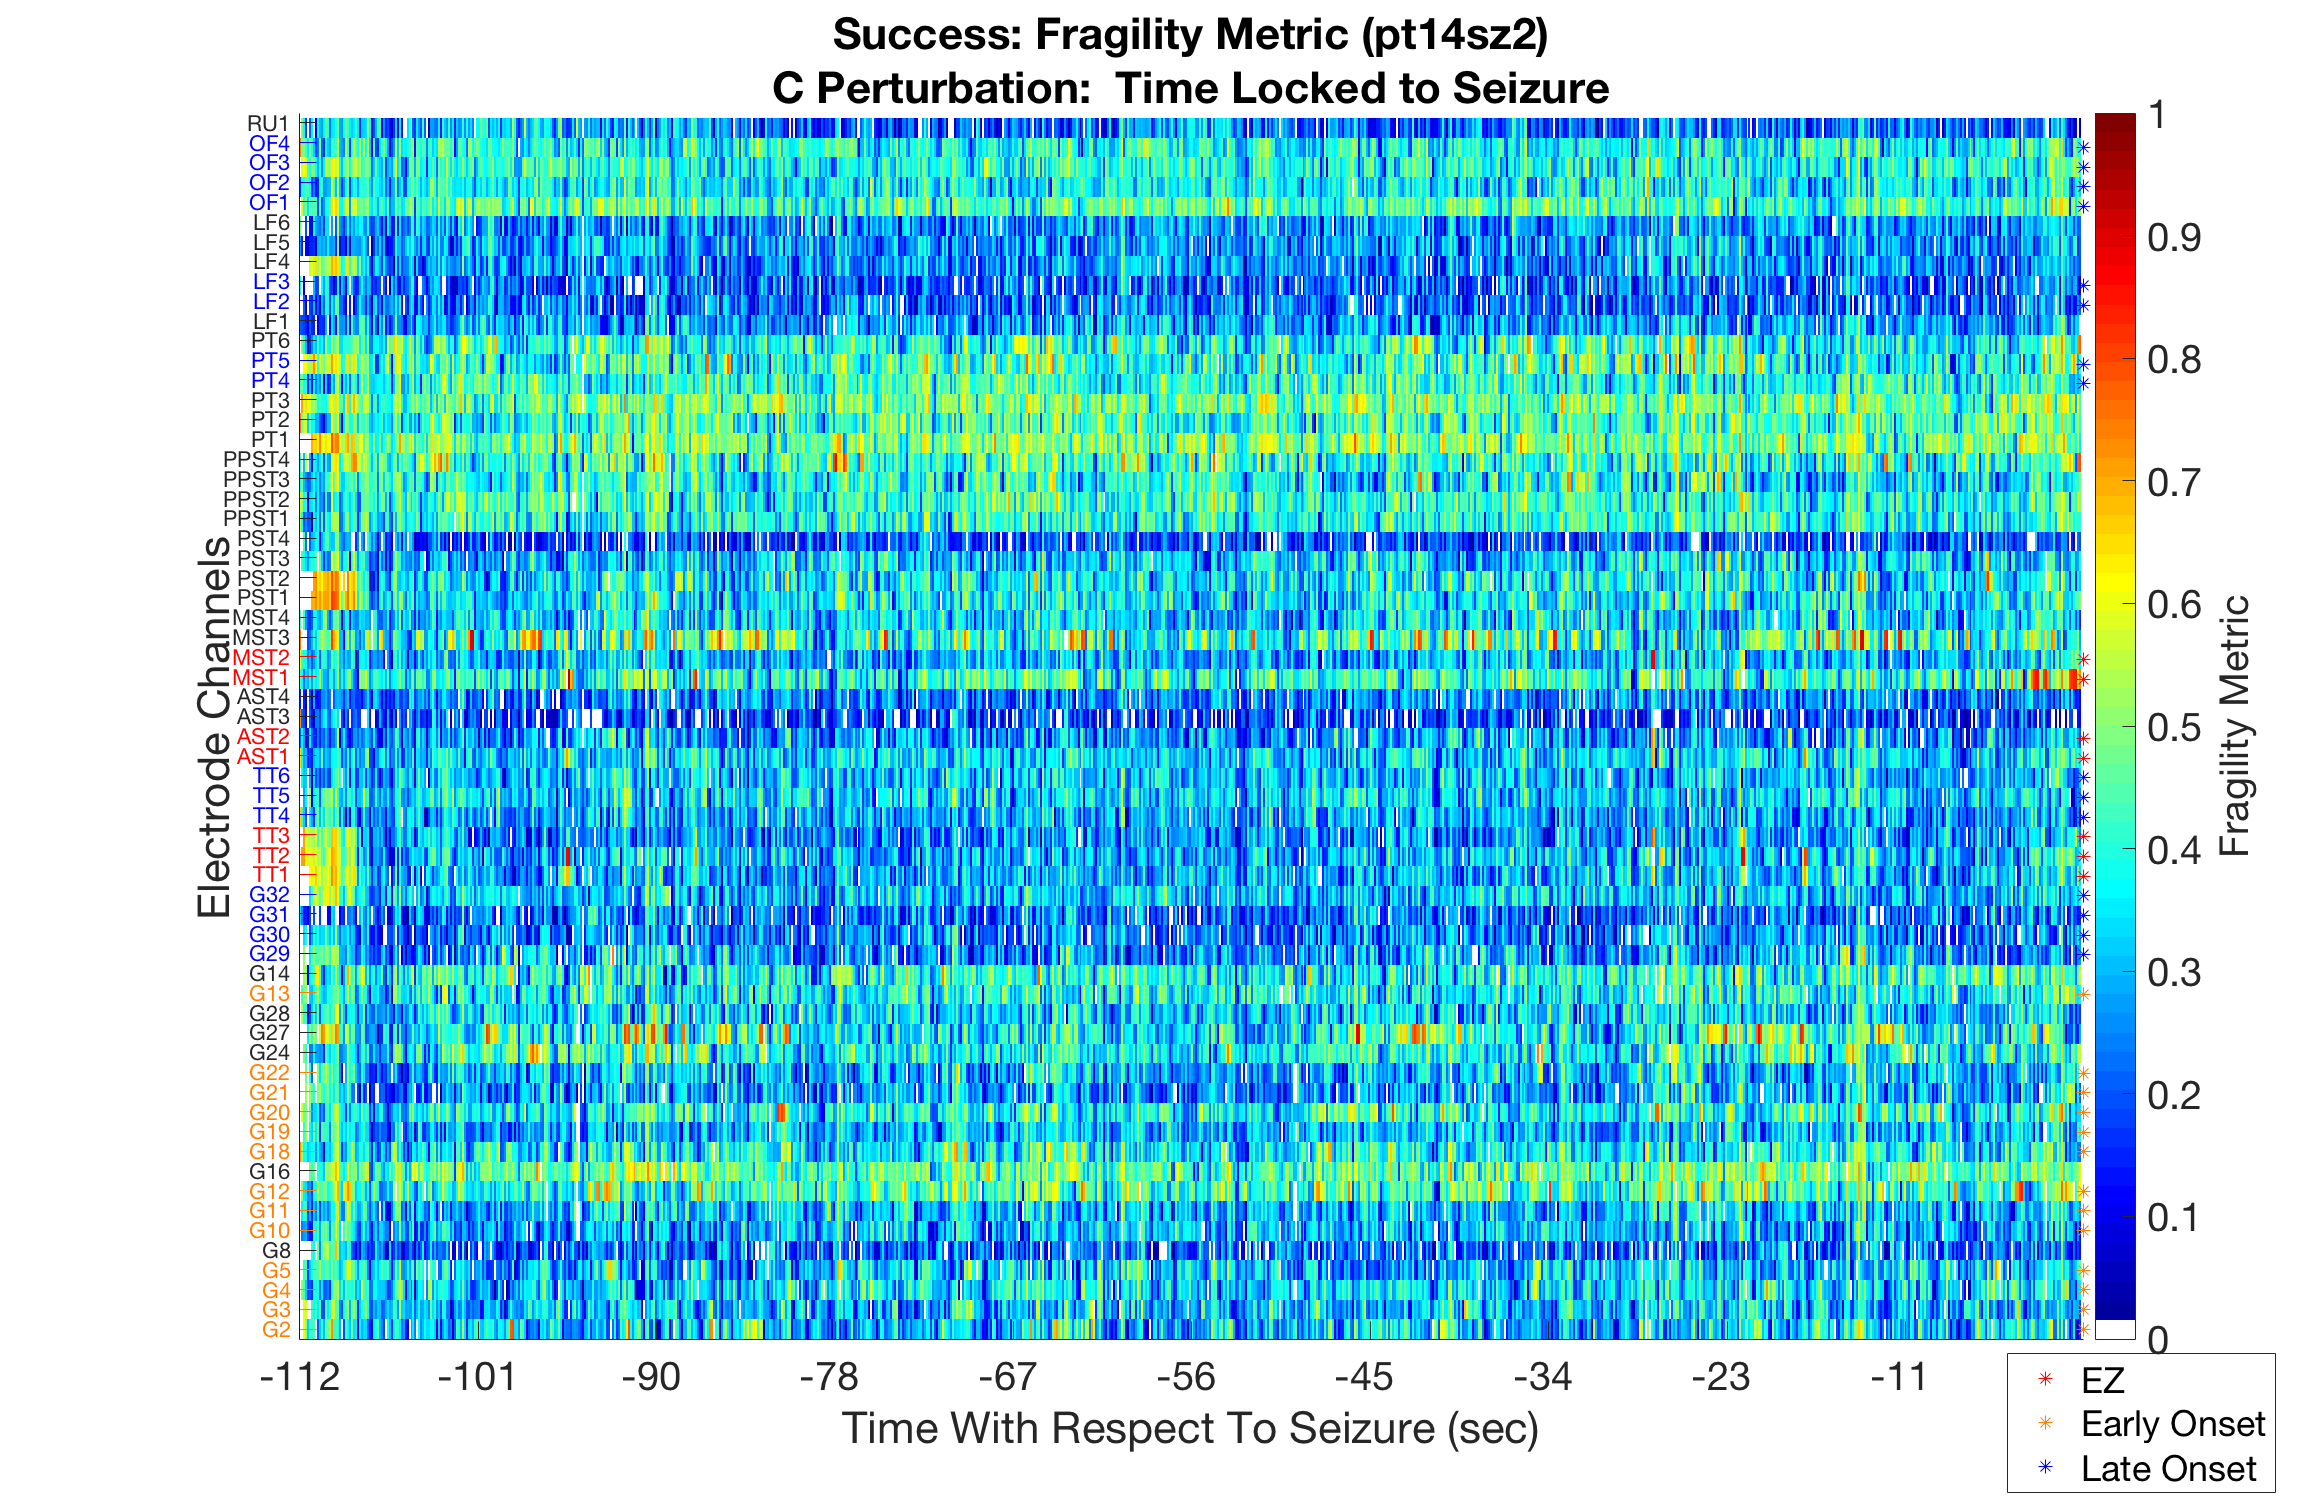 Success: Fragility Metric (pt14sz2)
C Perturbation:  Time Locked to Seizure
Electrode Channels
RU1
OF4
OF3
OF2
OF1
LF6
LF5
LF4
LF3
LF2
LF1
PT6
PT5
PT4
PT3
PT2
PT1
PPST4
PPST3
PPST2
PPST1
PST4
PST3
PST2
PST1
MST4
MST3
MST2
MST1
AST4
AST3
AST2
AST1
TT6
TT5
TT4
TT3
TT2
TT1
G32
G31
G30
G29
G14
G13
G28
G27
G24
G22
G21
G20
G19
G18
G16
G12
G11
G10
G8
G5
G4
G3
G2
-112 -101 -90 -78 -67 -56 -45 -34 -23 -11
Time With Respect To Seizure (sec)
1
0.9
0.8
0.7
0.6
0.5
0.4
0.3
0.2
0.1
0
Fragility Metric
EZ
Early Onset
Late Onset